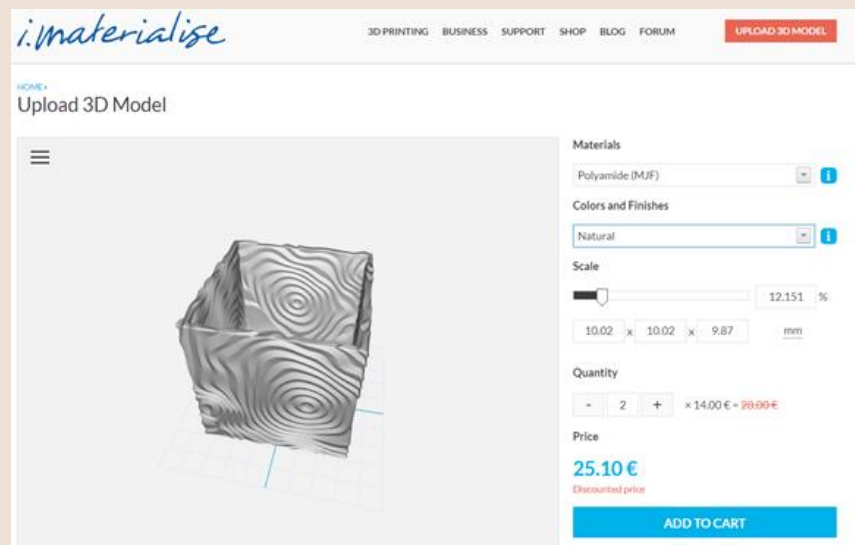 i.materialise
3D PRINTING BUSINESS SUPPORT SHOP BLOG FORUM UPLOAD 3D MODEL
HOME ›
Upload 3D Model
Materials
Polyamide (MJF)
Colors and Finishes
Natural
Scale
12.151 %
10.02 x 10.02 x 9.87 mm
Quantity
- 2 + × 14.00 € = 28.00 €
Price
25.10 €
Discounted price
ADD TO CART